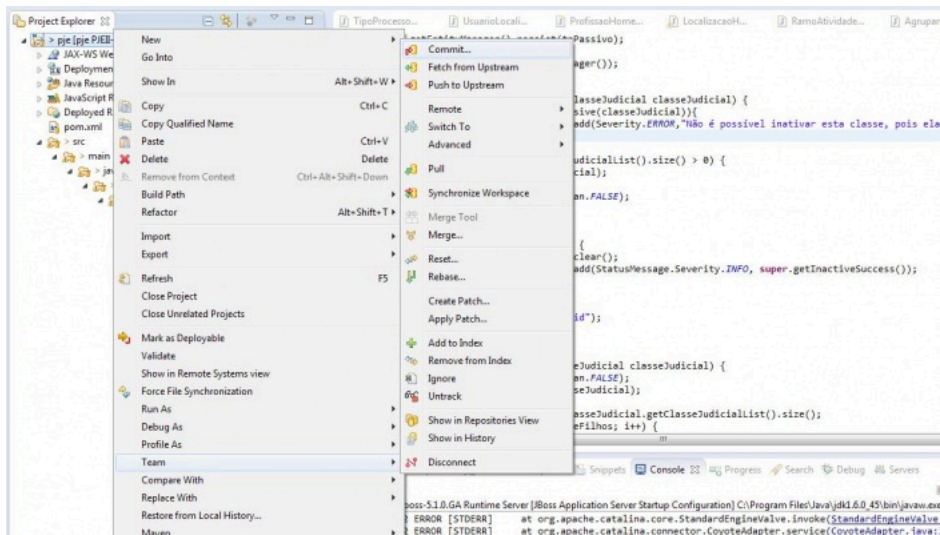 Project Explorer
TipoProcesso...
UsuarioLocali...
ProfissaoHome...
LocalizacaoH...
RamoAtividade...
Agrupar
> pje [pje PJEII-
JAX-WS We
Deploymen
Java Resour
JavaScript R
Deployed R
pom.xml
> src
> main
> jav
New
Go Into
Show In Alt+Shift+W
Copy Ctrl+C
Copy Qualified Name
Paste Ctrl+V
Delete Delete
Remove from Context Ctrl+Alt+Shift+Down
Build Path
Refactor Alt+Shift+T
Import
Export
Refresh F5
Close Project
Close Unrelated Projects
Mark as Deployable
Validate
Show in Remote Systems view
Force File Synchronization
Run As
Debug As
Profile As
Team
Compare With
Replace With
Restore from Local History...
Maven
Commit...
Fetch from Upstream
Push to Upstream
Remote
Switch To
Advanced
Pull
Synchronize Workspace
Merge Tool
Merge...
Reset...
Rebase...
Create Patch...
Apply Patch...
Add to Index
Remove from Index
Ignore
Untrack
Show in Repositories View
Show in History
Disconnect
Passivo);
ager());
lasseJudicial classeJudicial) {
sive(classeJudicial)){
add(Severity.ERROR,"Não é possível inativar esta classe, pois ela
udicialList().size() > 0) {
cial);
an.FALSE);
{
clear();
add(StatusMessage.Severity.INFO, super.getInactiveSuccess());
id");
eJudicial classeJudicial) {
an.FALSE);
seJudicial);
asseJudicial.getClasseJudicialList().size();
eFilhos; i++) {
Snippets
Console
Progress
Search
Debug
Servers
boss-5.1.0.GA Runtime Server [JBoss Application Server Startup Configuration] C:\Program Files\Java\jdk1.6.0_45\bin\javaw.exe
ERROR [STDERR] at org.apache.catalina.core.StandardEngineValve.invoke(StandardEngineValve.
ERROR [STDERR] at org.apache.catalina.connector.CoyoteAdapter.service(CoyoteAdapter.java: